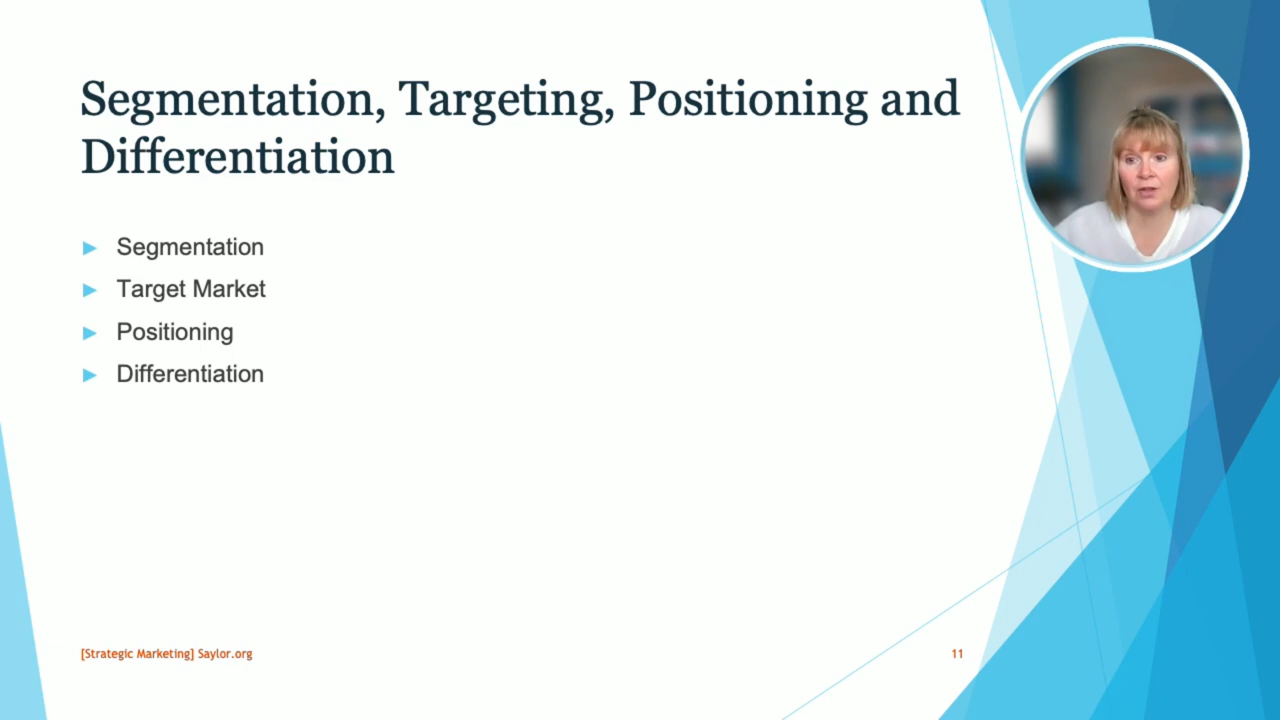 Segmentation, Targeting, Positioning and
Differentiation
Segmentation
Target Market
Positioning
Differentiation
[Strategic Marketing] Saylor.org
11